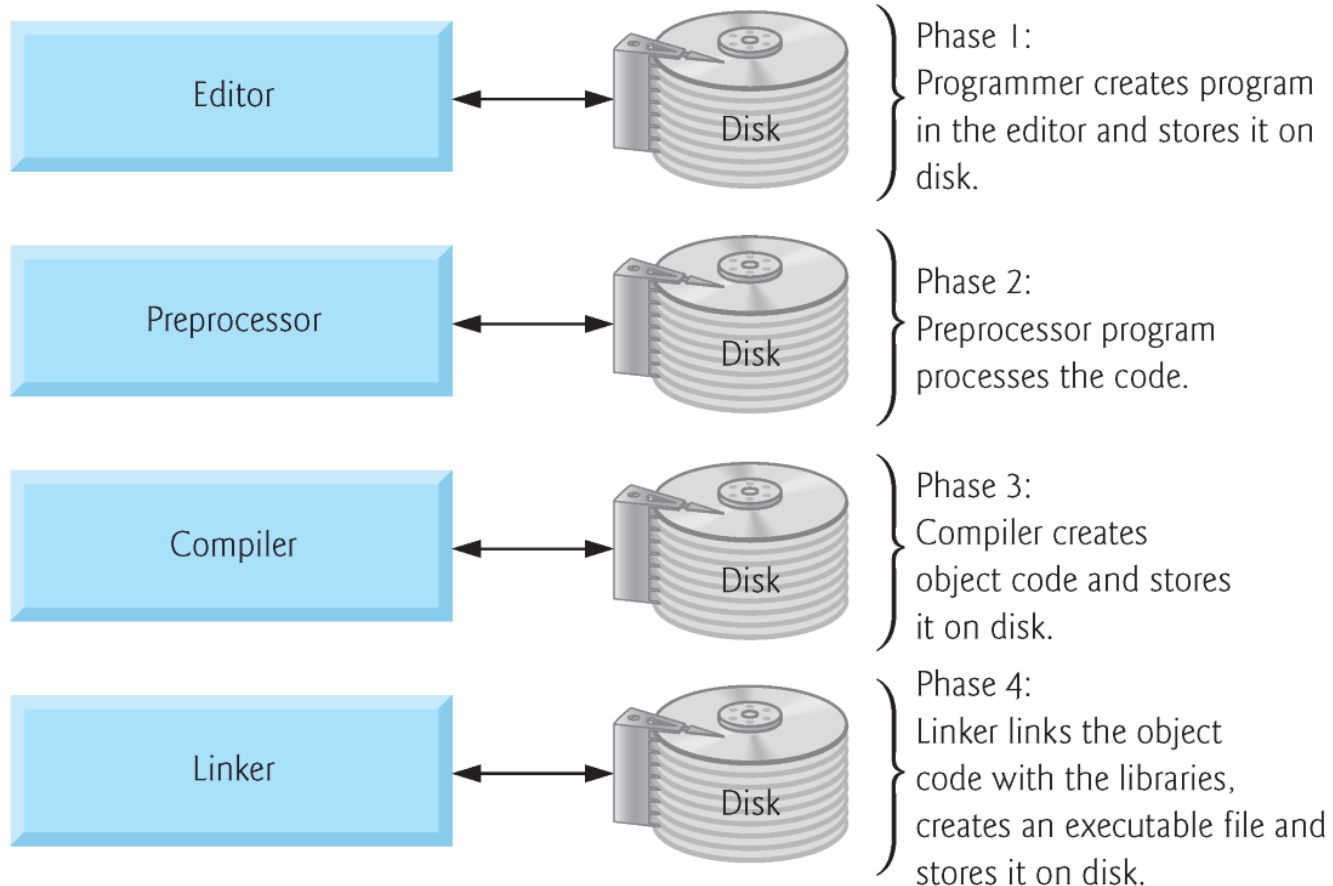 Editor
Disk
Phase 1:
Programmer creates program
in the editor and stores it on
disk.
Preprocessor
Disk
Phase 2:
Preprocessor program
processes the code.
Compiler
Disk
Phase 3:
Compiler creates
object code and stores
it on disk.
Linker
Disk
Phase 4:
Linker links the object
code with the libraries,
creates an executable file and
stores it on disk.